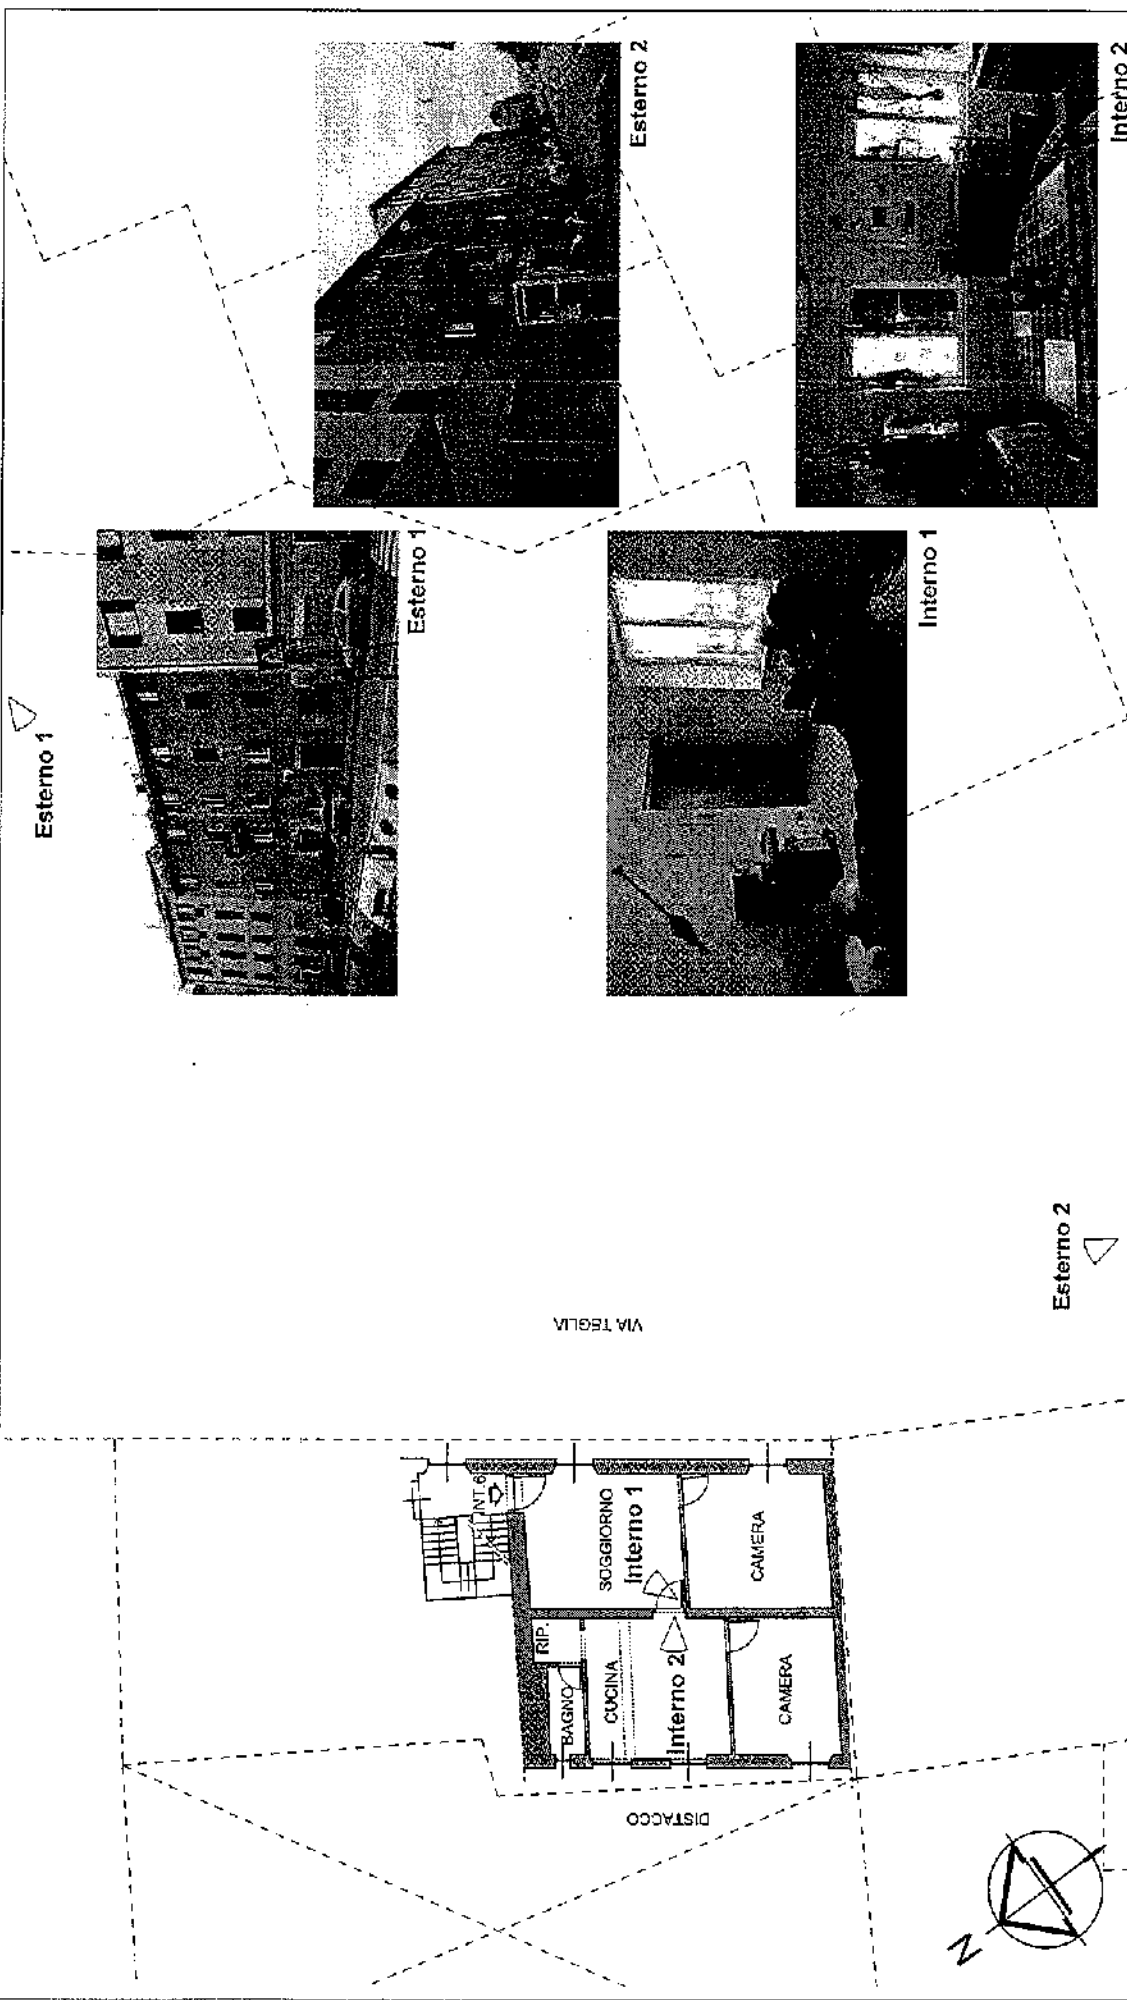 Esterno 1
Esterno 1
Esterno 2
Interno 1
Interno 2
VIA TEGLIA
Esterno 2
INT.6
SOGGIORNO
Interno 1
CAMERA
RIP.
BAGNO
CUCINA
Interno 2
CAMERA
DISTACCO
N